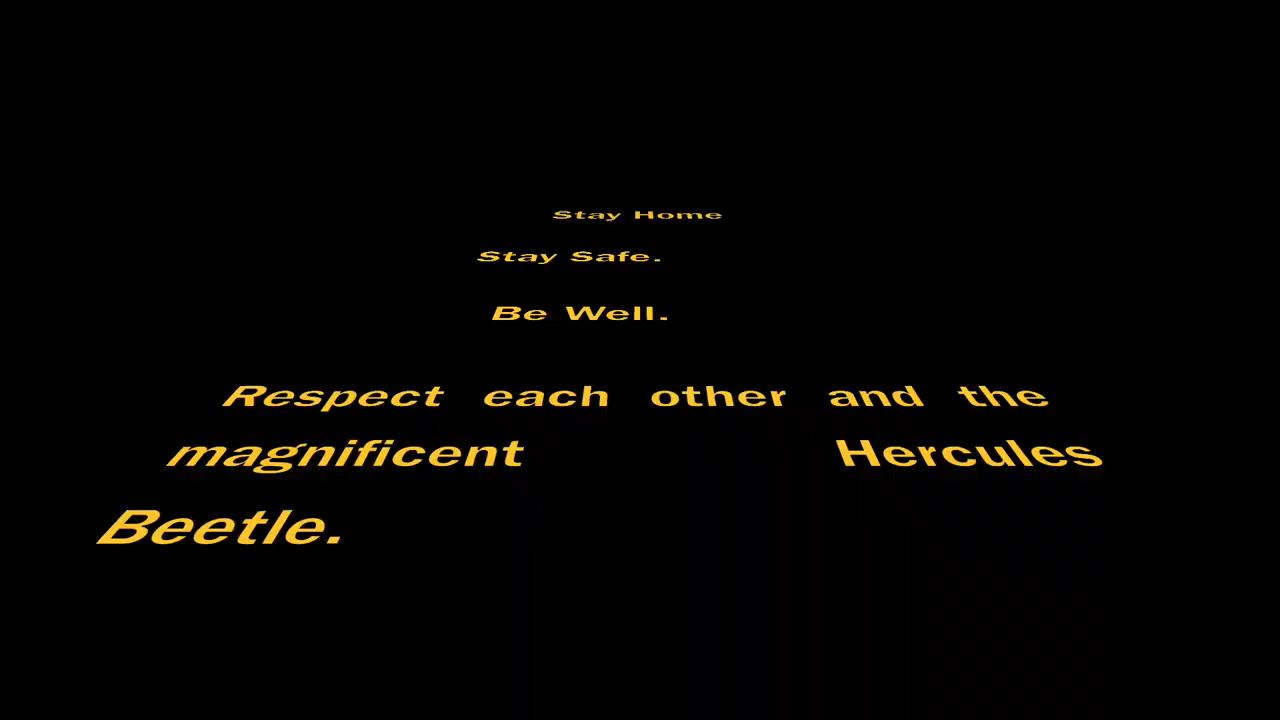 Stay Home
Stay Safe.
Be Well.
Respect each other and the
magnificent Hercules
Beetle.